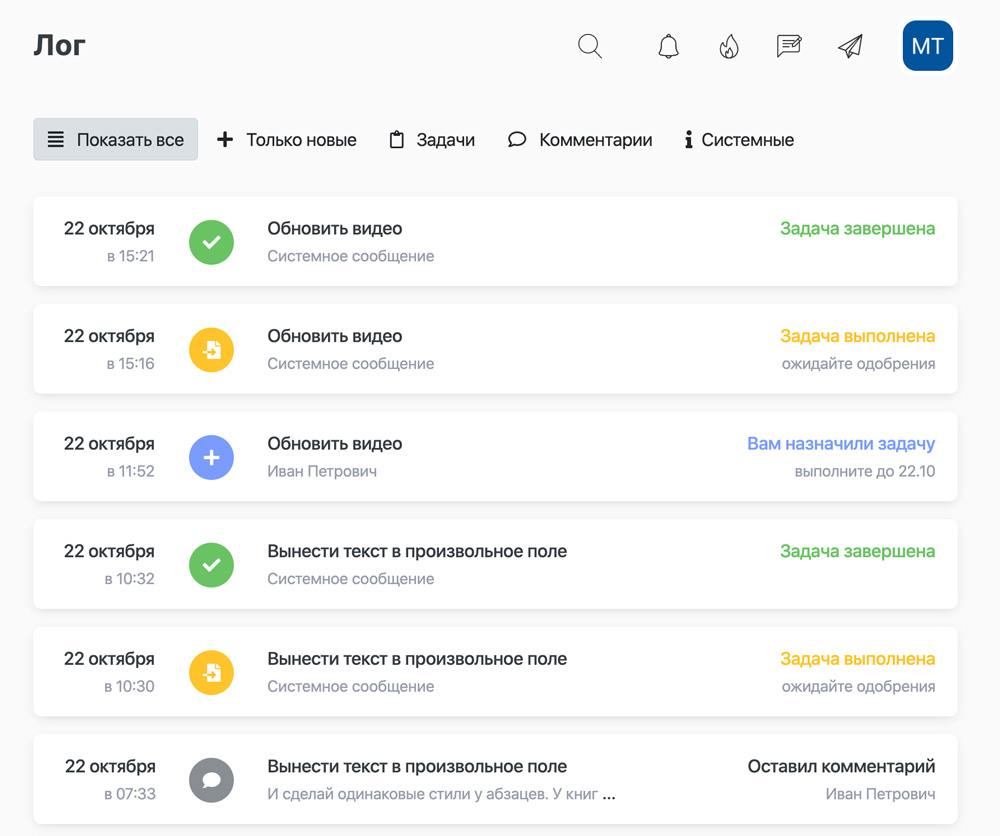 Лог
МТ
Показать все
Только новые
Задачи
Комментарии
Системные
22 октября
Обновить видео
Задача завершена
в 15:21
Системное сообщение
22 октября
Обновить видео
Задача выполнена
в 15:16
Системное сообщение
ожидайте одобрения
22 октября
Обновить видео
Вам назначили задачу
в 11:52
Иван Петрович
выполните до 22.10
22 октября
Вынести текст в произвольное поле
Задача завершена
в 10:32
Системное сообщение
22 октября
Вынести текст в произвольное поле
Задача выполнена
в 10:30
Системное сообщение
ожидайте одобрения
22 октября
Вынести текст в произвольное поле
Оставил комментарий
в 07:33
И сделай одинаковые стили у абзацев. У книг ...
Иван Петрович